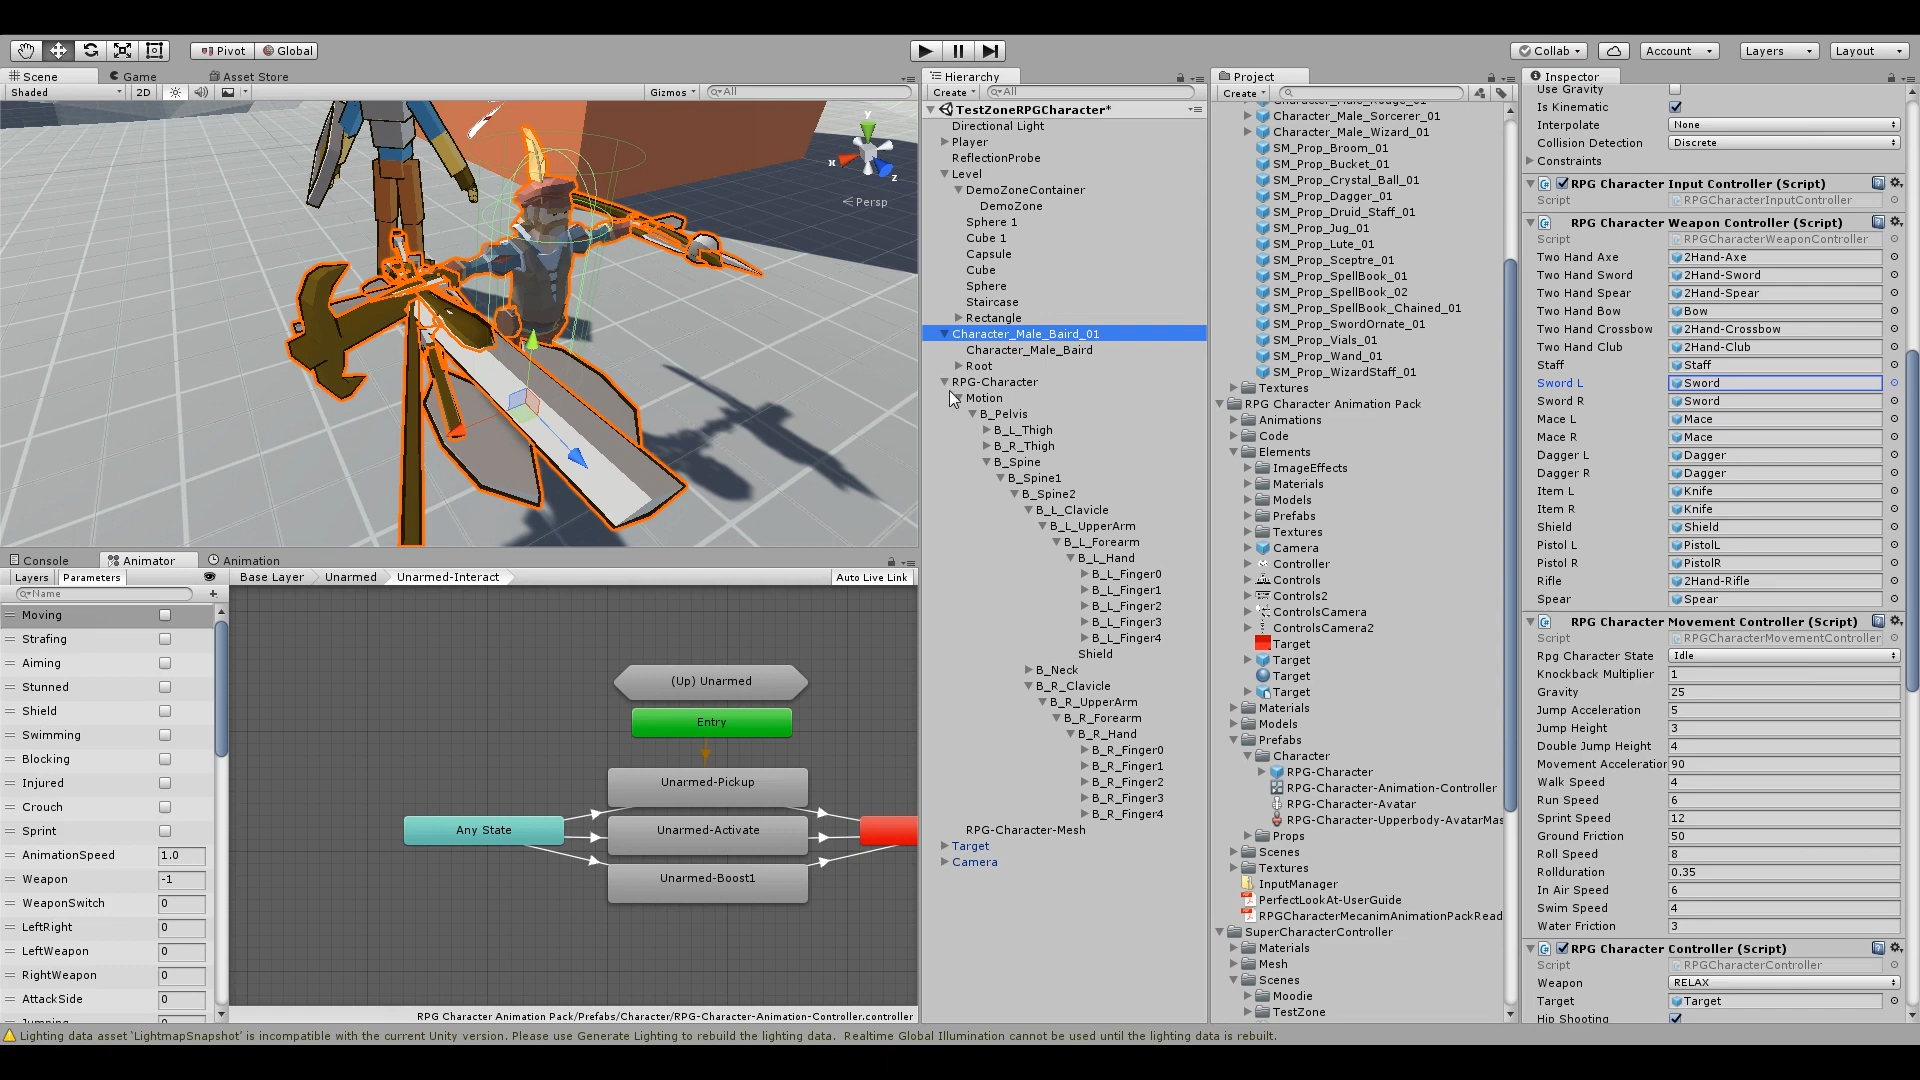 Pivot Global Collab Account Layers Layout
Scene Game Asset Store
Shaded 2D Gizmos All
y x z
Persp
Console Animator Animation
Layers Parameters Base Layer Unarmed Unarmed-Interact Auto Live Link
Name
Moving
Strafing
Aiming
Stunned
Shield
Swimming
Blocking
Injured
Crouch
Sprint
AnimationSpeed 1.0
Weapon -1
WeaponSwitch 0
LeftRight 0
LeftWeapon 0
RightWeapon 0
AttackSide 0
(Up) Unarmed
Entry
Unarmed-Pickup
Any State Unarmed-Activate
Unarmed-Boost1
RPG Character Animation Pack/Prefabs/Character/RPG-Character-Animation-Controller.controller
Hierarchy
Create All
TestZoneRPGCharacter*
Directional Light
Player
ReflectionProbe
Level
DemoZoneContainer
DemoZone
Sphere 1
Cube 1
Capsule
Cube
Sphere
Staircase
Rectangle
Character_Male_Baird_01
Character_Male_Baird
Root
RPG-Character
Motion
B_Pelvis
B_L_Thigh
B_R_Thigh
B_Spine
B_Spine1
B_Spine2
B_L_Clavicle
B_L_UpperArm
B_L_Forearm
B_L_Hand
B_L_Finger0
B_L_Finger1
B_L_Finger2
B_L_Finger3
B_L_Finger4
Shield
B_Neck
B_R_Clavicle
B_R_UpperArm
B_R_Forearm
B_R_Hand
B_R_Finger0
B_R_Finger1
B_R_Finger2
B_R_Finger3
B_R_Finger4
RPG-Character-Mesh
Target
Camera
Project
Create
Character_Male_Rouge_01
Character_Male_Sorcerer_01
Character_Male_Wizard_01
SM_Prop_Broom_01
SM_Prop_Bucket_01
SM_Prop_Crystal_Ball_01
SM_Prop_Dagger_01
SM_Prop_Druid_Staff_01
SM_Prop_Jug_01
SM_Prop_Lute_01
SM_Prop_Sceptre_01
SM_Prop_SpellBook_01
SM_Prop_SpellBook_02
SM_Prop_SpellBook_Chained_01
SM_Prop_SwordOrnate_01
SM_Prop_Vials_01
SM_Prop_Wand_01
SM_Prop_WizardStaff_01
Textures
RPG Character Animation Pack
Animations
Code
Elements
ImageEffects
Materials
Models
Prefabs
Textures
Camera
Controller
Controls
Controls2
ControlsCamera
ControlsCamera2
Target
Target
Target
Target
Materials
Models
Prefabs
Character
RPG-Character
RPG-Character-Animation-Controller
RPG-Character-Avatar
RPG-Character-Upperbody-AvatarMas
Props
Scenes
Textures
InputManager
PerfectLookAt-UserGuide
RPGCharacterMecanimAnimationPackRead
SuperCharacterController
Materials
Mesh
Scenes
Moodie
TestZone
Inspector
Use Gravity
Is Kinematic
Interpolate None
Collision Detection Discrete
Constraints
RPG Character Input Controller (Script)
Script RPGCharacterInputController
RPG Character Weapon Controller (Script)
Script RPGCharacterWeaponController
Two Hand Axe 2Hand-Axe
Two Hand Sword 2Hand-Sword
Two Hand Spear 2Hand-Spear
Two Hand Bow Bow
Two Hand Crossbow 2Hand-Crossbow
Two Hand Club 2Hand-Club
Staff Staff
Sword L Sword
Sword R Sword
Mace L Mace
Mace R Mace
Dagger L Dagger
Dagger R Dagger
Item L Knife
Item R Knife
Shield Shield
Pistol L PistolL
Pistol R PistolR
Rifle 2Hand-Rifle
Spear Spear
RPG Character Movement Controller (Script)
Script RPGCharacterMovementController
Rpg Character State Idle
Knockback Multiplier 1
Gravity 25
Jump Acceleration 5
Jump Height 3
Double Jump Height 4
Movement Acceleration 90
Walk Speed 4
Run Speed 6
Sprint Speed 12
Ground Friction 50
Roll Speed 8
Rollduration 0.35
In Air Speed 6
Swim Speed 4
Water Friction 3
RPG Character Controller (Script)
Script RPGCharacterController
Weapon RELAX
Target Target
Hip Shooting
Lighting data asset 'LightmapSnapshot' is incompatible with the current Unity version. Please use Generate Lighting to rebuild the lighting data. Realtime Global Illumination cannot be used until the lighting data is rebuilt.